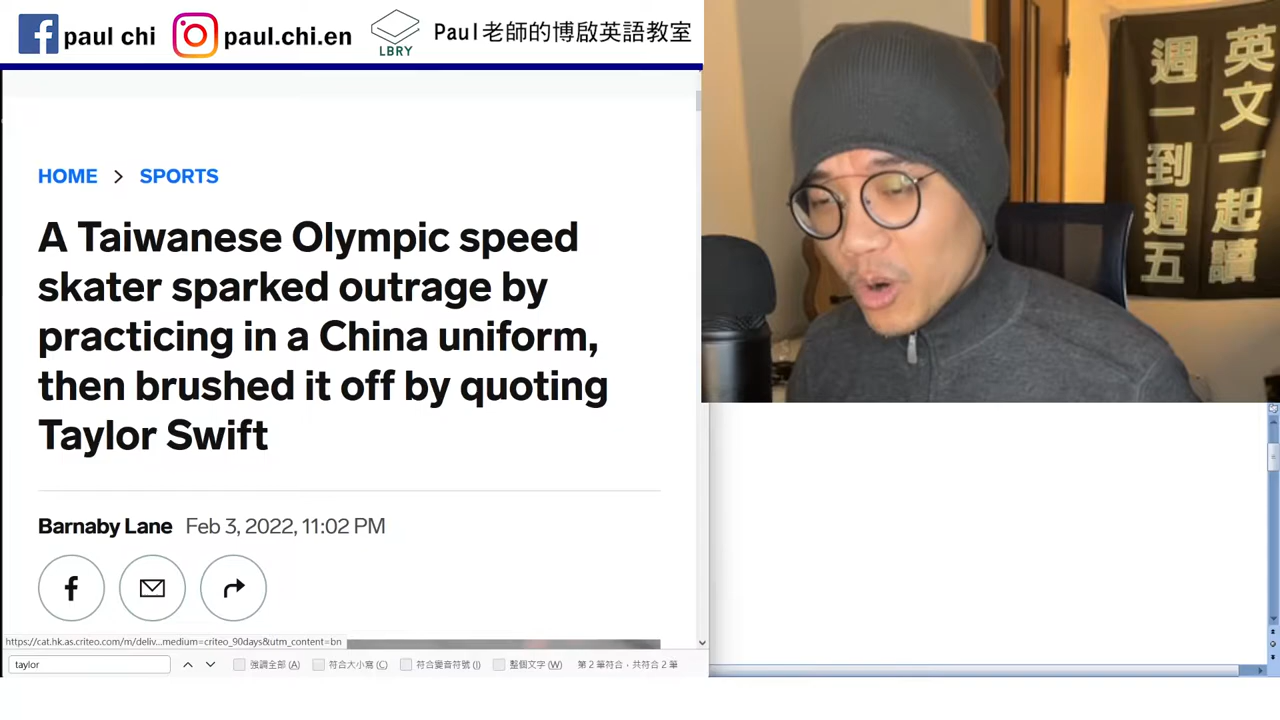 paul chi
paul.chi.en
LBRY
Paul老師的博啟英語教室
HOME > SPORTS
A Taiwanese Olympic speed
skater sparked outrage by
practicing in a China uniform,
then brushed it off by quoting
Taylor Swift
Barnaby Lane Feb 3, 2022, 11:02 PM
https://cat.hk.as.criteo.com/m/deliv...medium=criteo_90days&utm_content=bn
taylor
強調全部 (A)
符合大小寫 (C)
符合變音符號 (I)
整個文字 (W)
第 2 筆符合，共符合 2 筆
英文一起讀
週一到週五